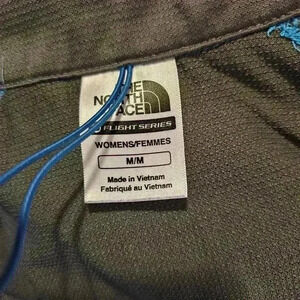 THE
NORTH
FACE
FLIGHT SERIES
WOMENS/FEMMES
M/M
Made in Vietnam
Fabriqué au Vietnam